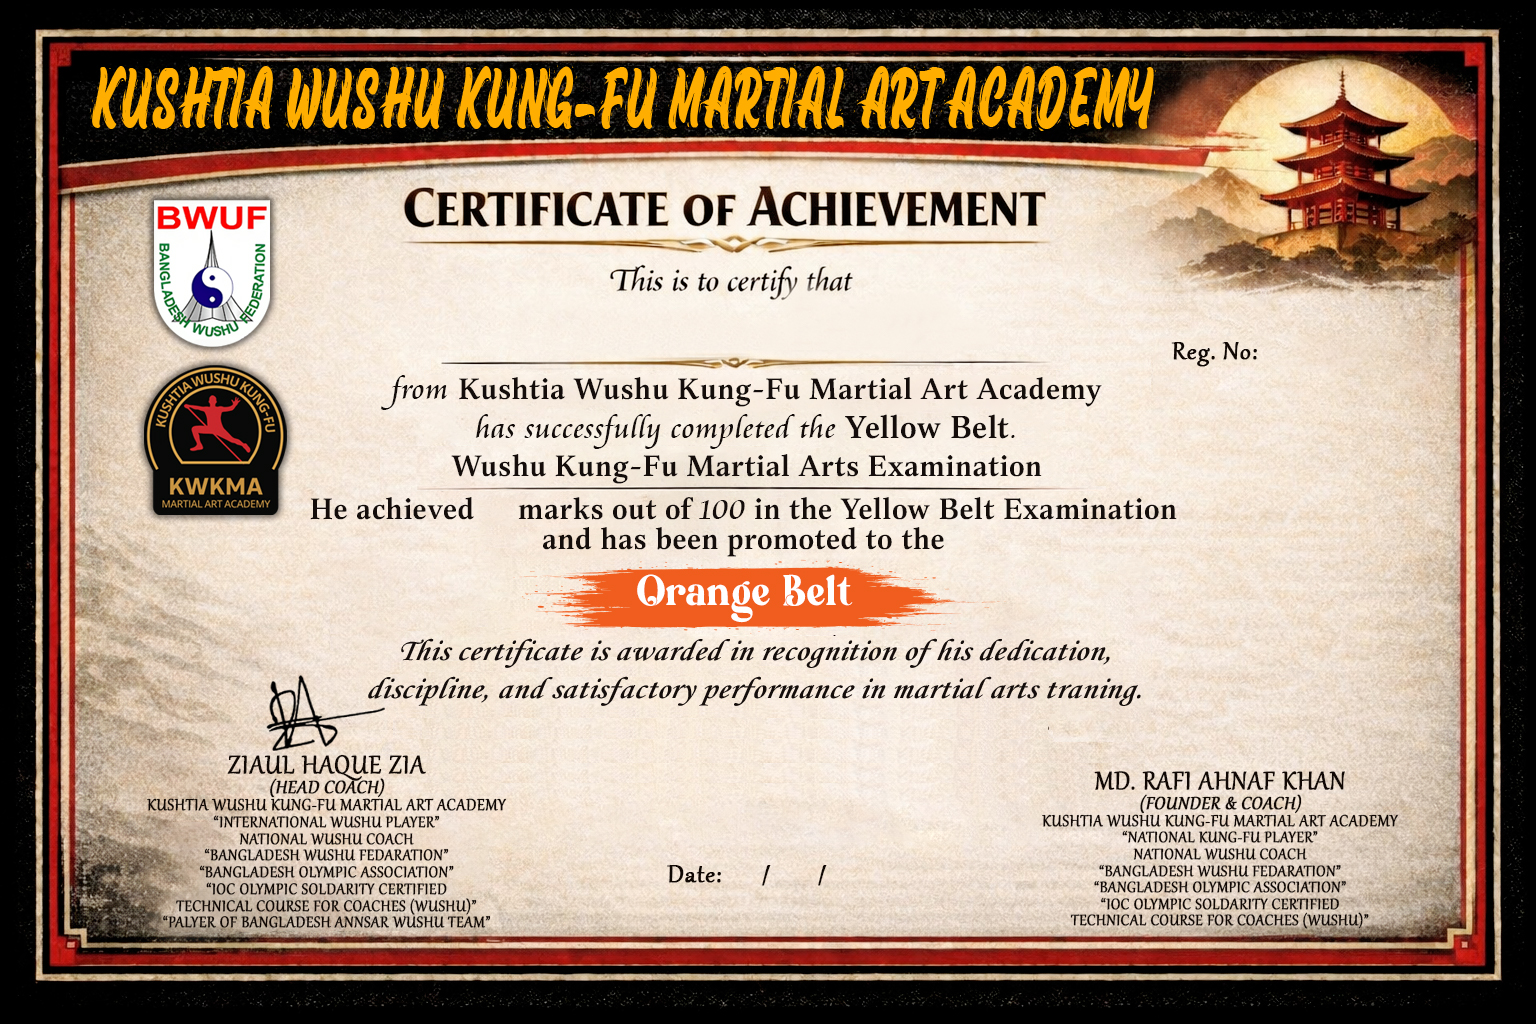 KUSHTIA WUSHU KUNG-FU MARTIAL ART ACADEMY
CERTIFICATE OF ACHIEVEMENT
This is to certify that
BWUF
BANGLADESH WUSHU FEDERATION
Reg. No:
KUSHTIA WUSHU KUNG-FU
KWKMA
MARTIAL ART ACADEMY
from Kushtia Wushu Kung-Fu Martial Art Academy
has successfully completed the Yellow Belt.
Wushu Kung-Fu Martial Arts Examination
He achieved marks out of 100 in the Yellow Belt Examination
and has been promoted to the
Orange Belt
This certificate is awarded in recognition of his dedication,
discipline, and satisfactory performance in martial arts traning.
ZIAUL HAQUE ZIA
(HEAD COACH)
KUSHTIA WUSHU KUNG-FU MARTIAL ART ACADEMY
“INTERNATIONAL WUSHU PLAYER”
NATIONAL WUSHU COACH
“BANGLADESH WUSHU FEDARATION”
“BANGLADESH OLYMPIC ASSOCIATION”
“IOC OLYMPIC SOLDARITY CERTIFIED
TECHNICAL COURSE FOR COACHES (WUSHU)”
“PALYER OF BANGLADESH ANNSAR WUSHU TEAM”
Date: / /
MD. RAFI AHNAF KHAN
(FOUNDER & COACH)
KUSHTIA WUSHU KUNG-FU MARTIAL ART ACADEMY
“NATIONAL KUNG-FU PLAYER”
NATIONAL WUSHU COACH
“BANGLADESH WUSHU FEDARATION”
“BANGLADESH OLYMPIC ASSOCIATION”
“IOC OLYMPIC SOLDARITY CERTIFIED
TECHNICAL COURSE FOR COACHES (WUSHU)”